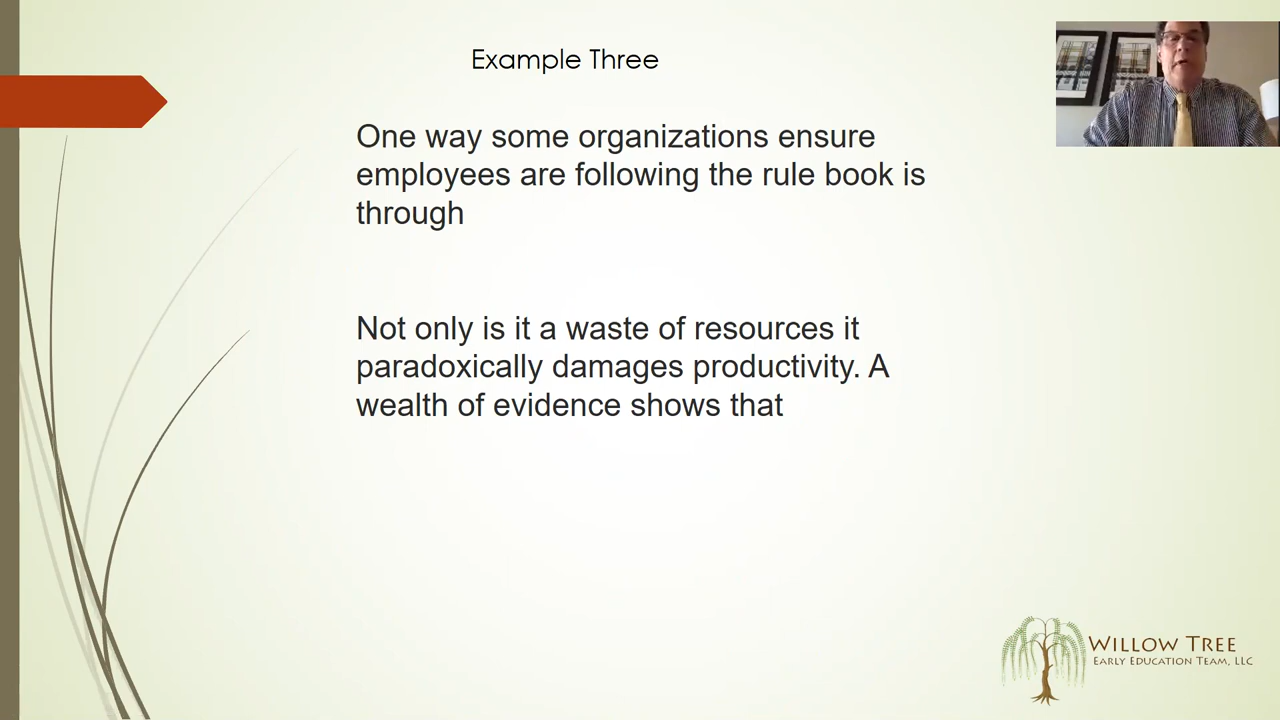 Example Three
One way some organizations ensure
employees are following the rule book is
through
Not only is it a waste of resources it
paradoxically damages productivity. A
wealth of evidence shows that
WILLOW TREE
EARLY EDUCATION TEAM, LLC